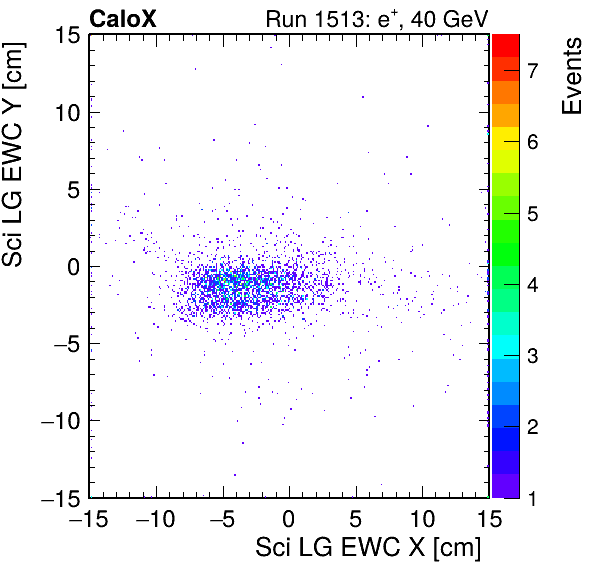 CaloX Run 1513: e⁺, 40 GeV
Sci LG EWC Y [cm]
15
10
5
0
−5
−10
−15
−15 −10 −5 0 5 10 15
Sci LG EWC X [cm]
Events
7
6
5
4
3
2
1